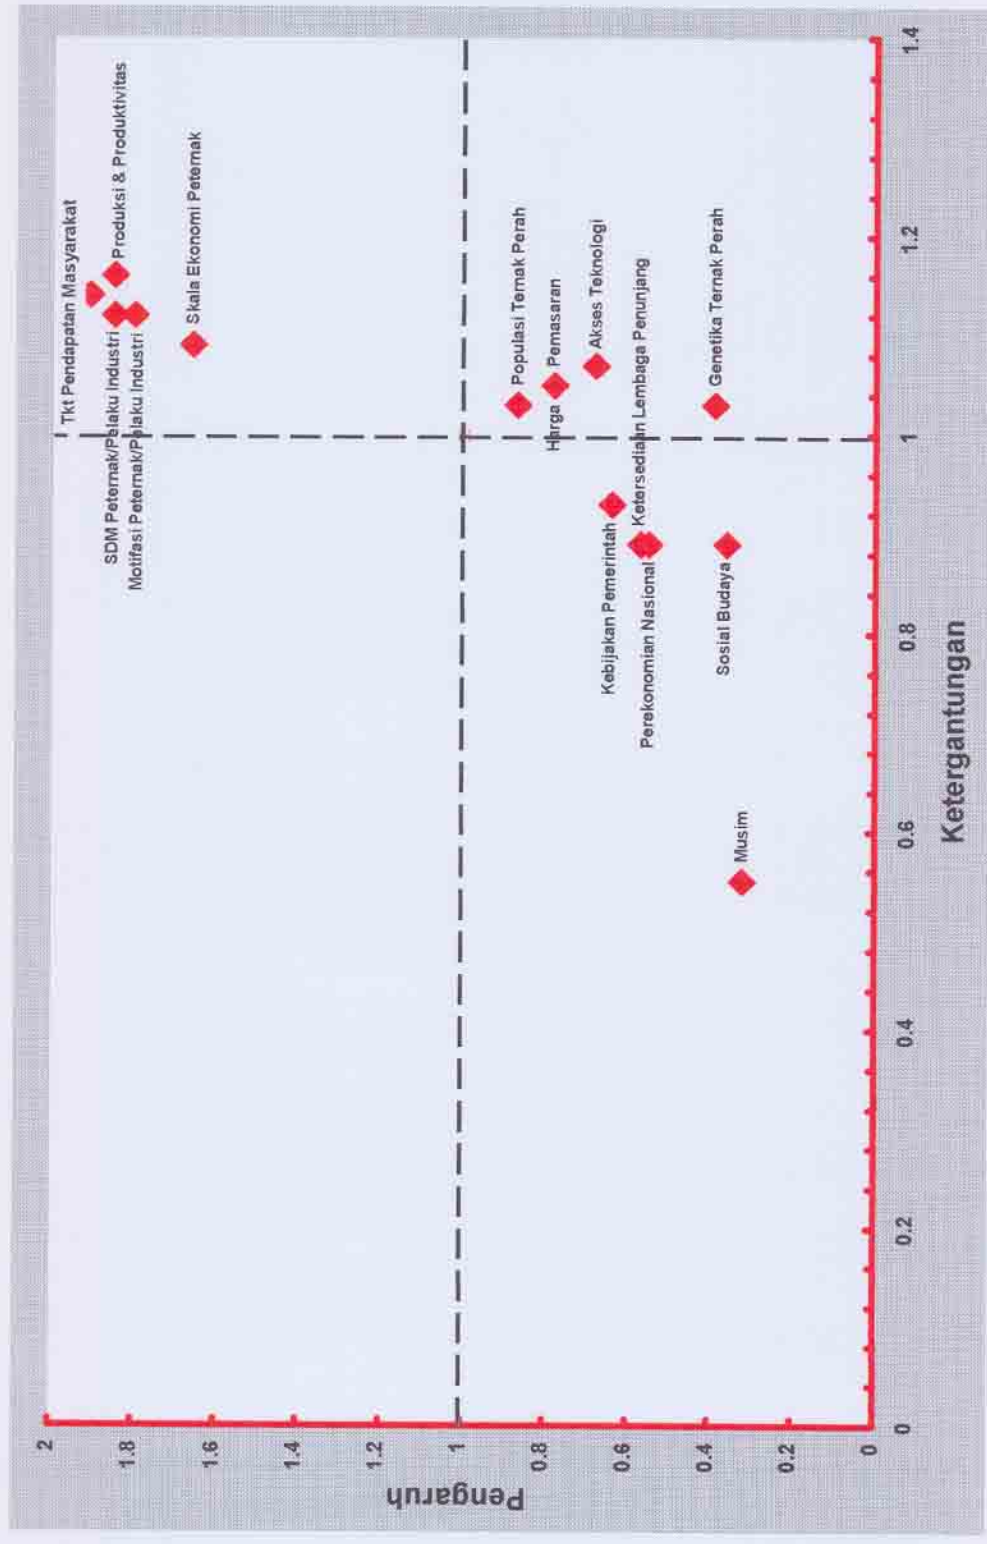 Pengaruh
2
1.8
1.6
1.4
1.2
1
0.8
0.6
0.4
0.2
0
Tkt Pendapatan Masyarakat
SDM Peternak/Pelaku Industri
Produksi & Produktivitas
Motifasi Peternak/Pelaku Industri
Skala Ekonomi Peternak
Populasi Ternak Perah
Harga
Pemasaran
Akses Teknologi
Kebijakan Pemerintah
Ketersediaan Lembaga Penunjang
Perekonomian Nasional
Genetika Ternak Perah
Sosial Budaya
Musim
0
0.2
0.4
0.6
0.8
1
1.2
1.4
Ketergantungan